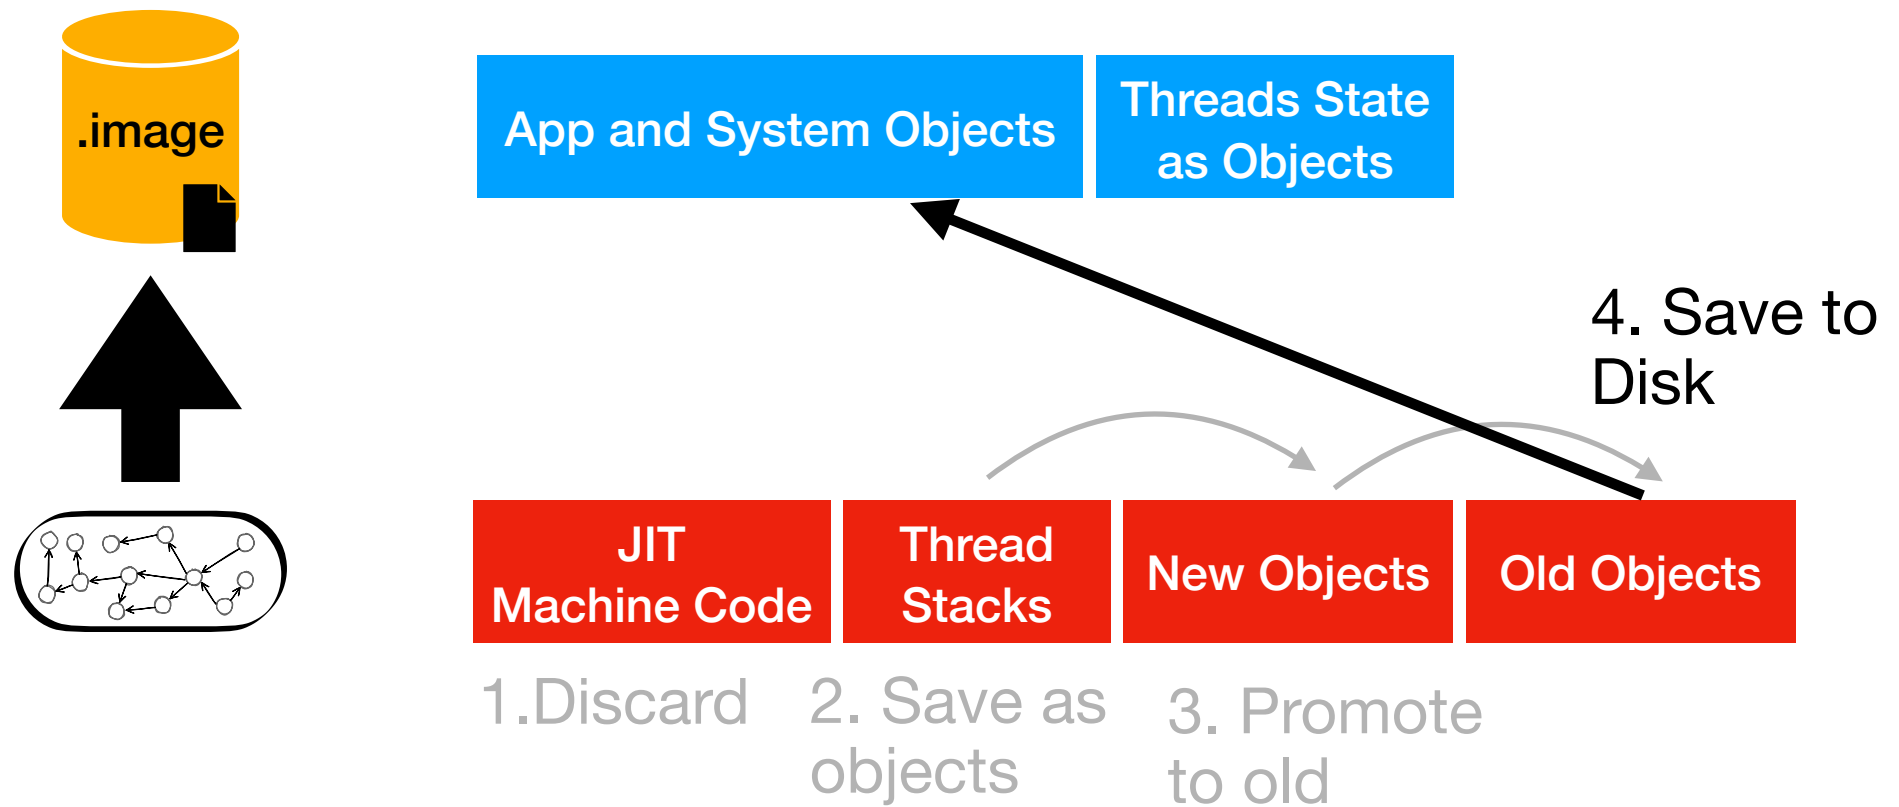 .image
App and System Objects
Threads State
as Objects
4. Save to
Disk
JIT
Machine Code
Thread
Stacks
New Objects
Old Objects
1.Discard
2. Save as
objects
3. Promote
to old